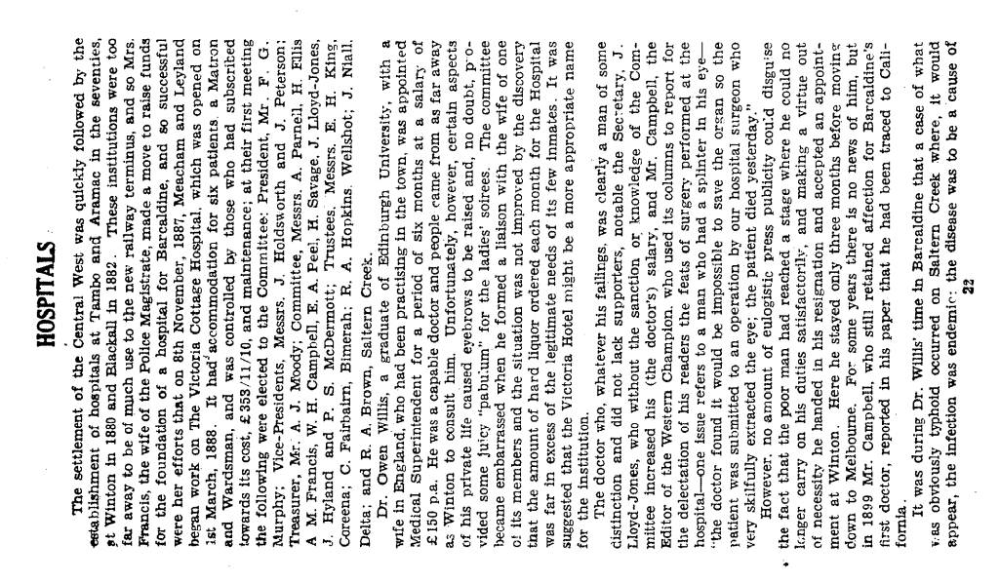 HOSPITALS
The settlement of the Central West was quickly followed by the
establishment of hospitals at Tambo and Aramac in the seventies,
at Winton in 1880 and Blackall in 1882. These institutions were too
far away to be of much use to the new railway terminus, and so Mrs.
Francis, the wife of the Police Magistrate, made a move to raise funds
for the foundation of a hospital for Barcaldine, and so successful
were her efforts that on 8th November, 1887, Meacham and Leyland
began work on The Victoria Cottage Hospital, which was opened on
1st March, 1888. It had accommodation for six patients a Matron
and Wardsman, and was controlled by those who had subscribed
towards its cost, £353/11/10, and maintenance; at their first meeting
the following were elected to the Committee: President, Mr. F. G.
Murphy; Vice-Presidents, Messrs. J. Holdsworth and J. Peterson;
Treasurer, Mr. A. J. Moody; Committee, Messrs. A. Parnell, H. Ellis
A M. Francis, W. H. Campbell, E. A. Peel, H. Savage, J. Lloyd-Jones,
J. Hyland and P. S. McDermott; Trustees. Messrs. E. H. King,
Coreena; C. Fairbairn, Bimerah; R. A. Hopkins. Wellshot; J. Niall.
Delta; and R. A. Brown, Saltern Creek.
Dr. Owen Willis, a graduate of Edinburgh University, with a
wife in England, who had been practising in the town, was appointed
Medical Superintendent for a period of six months at a salary of
£150 p.a. He was a capable doctor and people came from as far away
as Winton to consult him. Unfortunately, however, certain aspects
of his private life caused eyebrows to be raised and, no doubt, pro-
vided some juicy "pabulum" for the ladies' soirees. The committee
became embarrassed when he formed a liaison with the wife of one
of its members and the situation was not improved by the discovery
that the amount of hard liquor ordered each month for the Hospital
was far in excess of the legitimate needs of its few inmates. It was
suggested that the Victoria Hotel might be a more appropriate name
for the institution.
The doctor who, whatever his failings, was clearly a man of some
distinction and did not lack supporters, notable the Secretary, J.
Lloyd-Jones, who without the sanction or knowledge of the Com-
mittee increased his (the doctor's) salary, and Mr. Campbell, the
Editor of the Western Champion. who used its columns to report for
the delectation of his readers the feats of surgery performed at the
hospital—one issue refers to a man who had a splinter in his eye—
"the doctor found it would be impossible to save the organ so the
patient was submitted to an operation by our hospital surgeon who
very skilfully extracted the eye; the patient died yesterday."
However, no amount of eulogistic press publicity could disguise
the fact that the poor man had reached a stage where he could no
longer carry on his duties satisfactorily, and making a virtue out
of necessity he handed in his resignation and accepted an appoint-
ment at Winton. Here he stayed only three months before moving
down to Melbourne. For some years there is no news of him, but
in 1899 Mr. Campbell, who still retained affection for Barcaldine's
first doctor, reported in his paper that he had been traced to Cali-
fornia.
It was during Dr. Willis' time in Barcaldine that a case of what
was obviously typhoid occurred on Saltern Creek where, it would
appear, the infection was endemic: the disease was to be a cause of
22